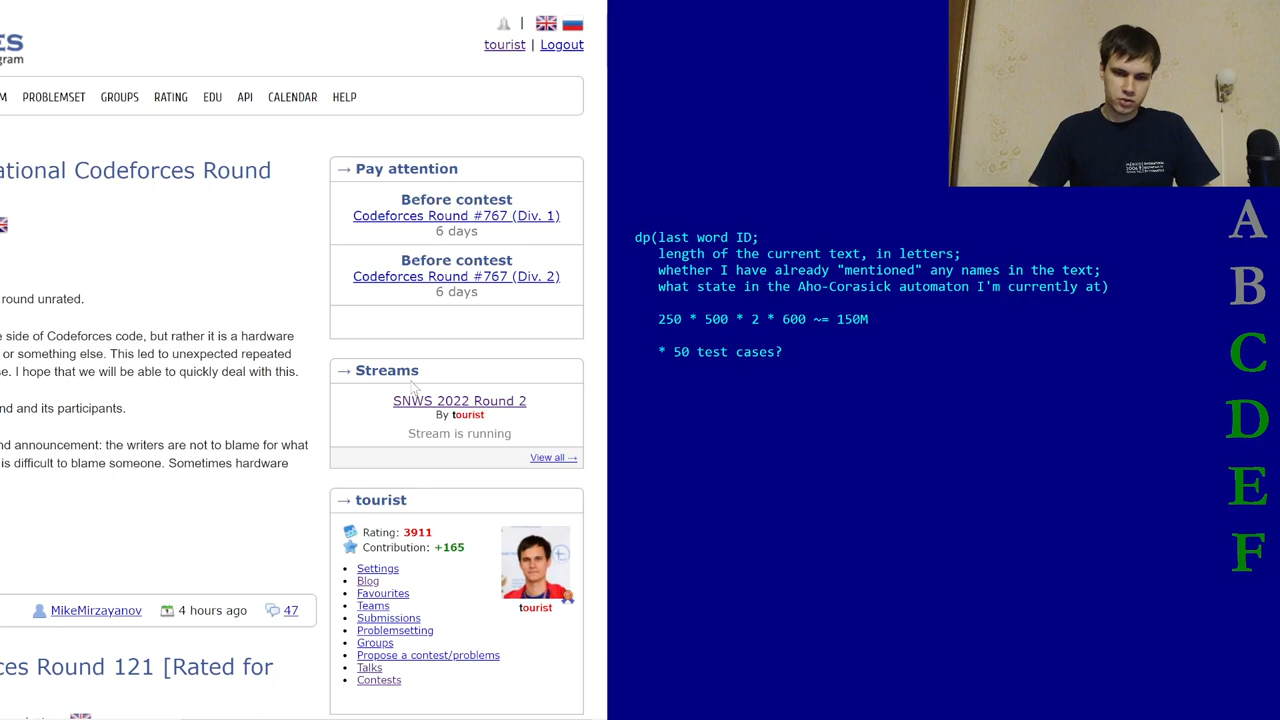 ES
gram
tourist | Logout
M PROBLEMSET GROUPS RATING EDU API CALENDAR HELP
ational Codeforces Round
round unrated.
e side of Codeforces code, but rather it is a hardware
or something else. This led to unexpected repeated
se. I hope that we will be able to quickly deal with this.
nd and its participants.
nd announcement: the writers are not to blame for what
is difficult to blame someone. Sometimes hardware
MikeMirzayanov 4 hours ago 47
ces Round 121 [Rated for
→ Pay attention
Before contest
Codeforces Round #767 (Div. 1)
6 days
Before contest
Codeforces Round #767 (Div. 2)
6 days
→ Streams
SNWS 2022 Round 2
By tourist
Stream is running
View all →
→ tourist
Rating: 3911
Contribution: +165
Settings
Blog
Favourites
Teams
Submissions
Problemsetting
Groups
Propose a contest/problems
Talks
Contests
tourist
dp(last word ID;
length of the current text, in letters;
whether I have already "mentioned" any names in the text;
what state in the Aho-Corasick automaton I'm currently at)
250 * 500 * 2 * 600 ~= 150M
* 50 test cases?
A
B
C
D
E
F